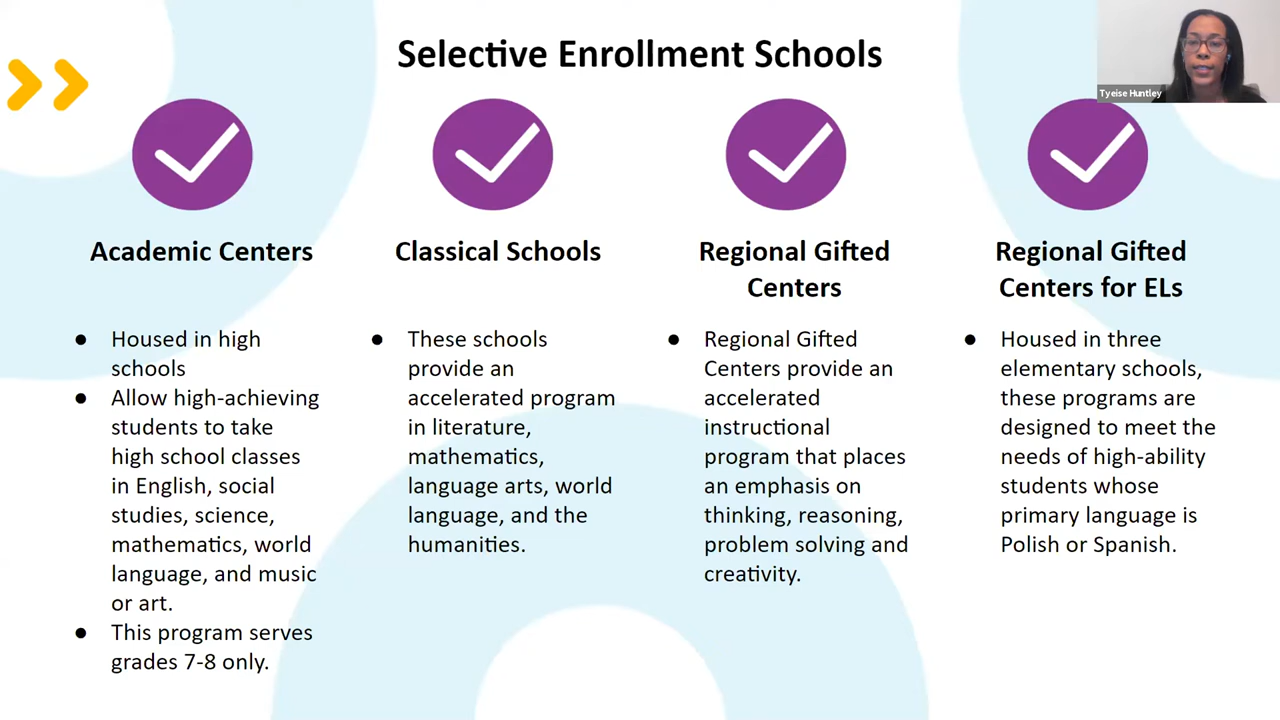 Selective Enrollment Schools
Tyeise Huntley
Academic Centers
● Housed in high
schools
● Allow high-achieving
students to take
high school classes
in English, social
studies, science,
mathematics, world
language, and music
or art.
● This program serves
grades 7-8 only.
Classical Schools
● These schools
provide an
accelerated program
in literature,
mathematics,
language arts, world
language, and the
humanities.
Regional Gifted
Centers
● Regional Gifted
Centers provide an
accelerated
instructional
program that places
an emphasis on
thinking, reasoning,
problem solving and
creativity.
Regional Gifted
Centers for ELs
● Housed in three
elementary schools,
these programs are
designed to meet the
needs of high-ability
students whose
primary language is
Polish or Spanish.